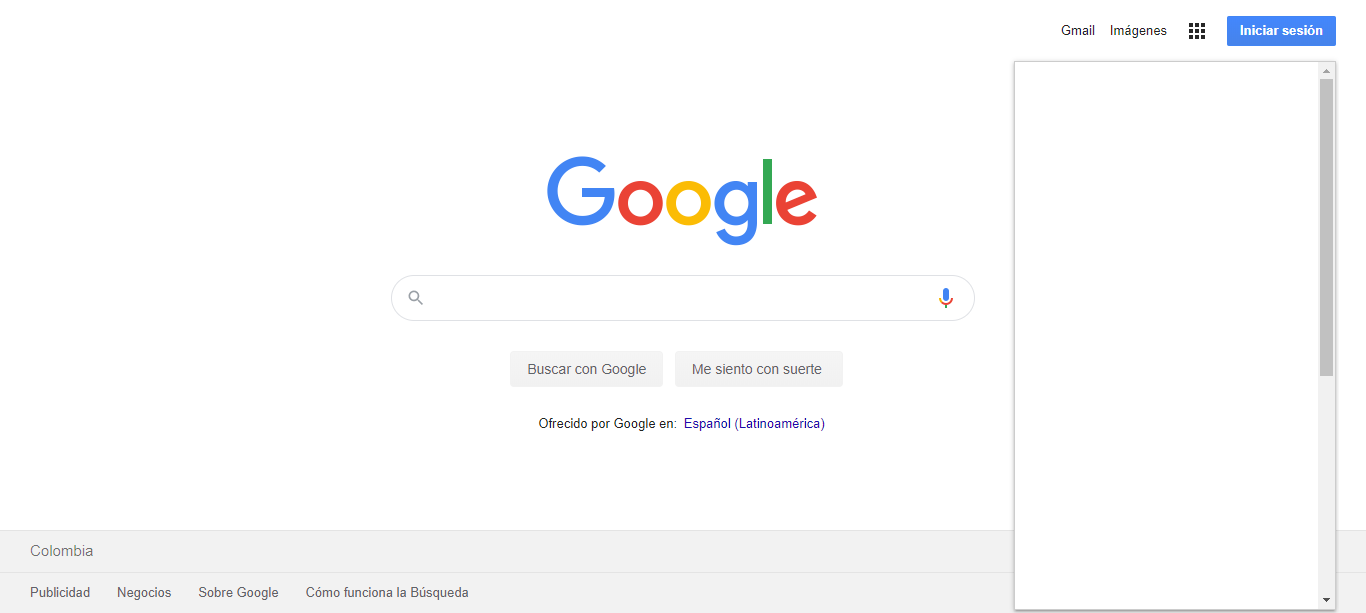 Gmail Imágenes Iniciar sesión
Google
Buscar con Google Me siento con suerte
Ofrecido por Google en: Español (Latinoamérica)
Colombia
Publicidad Negocios Sobre Google Cómo funciona la Búsqueda